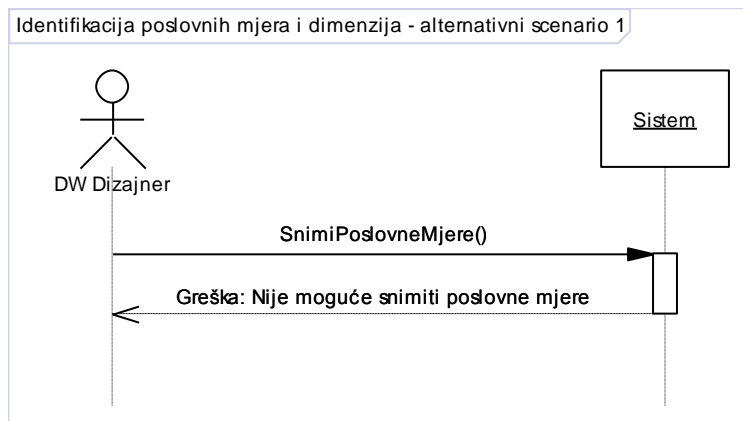 Identifikacija poslovnih mjera i dimenzija - alternativni scenario 1
Sistem
DW Dizajner
SnimiPoslovneMjere()
Greška: Nije moguće snimiti poslovne mjere